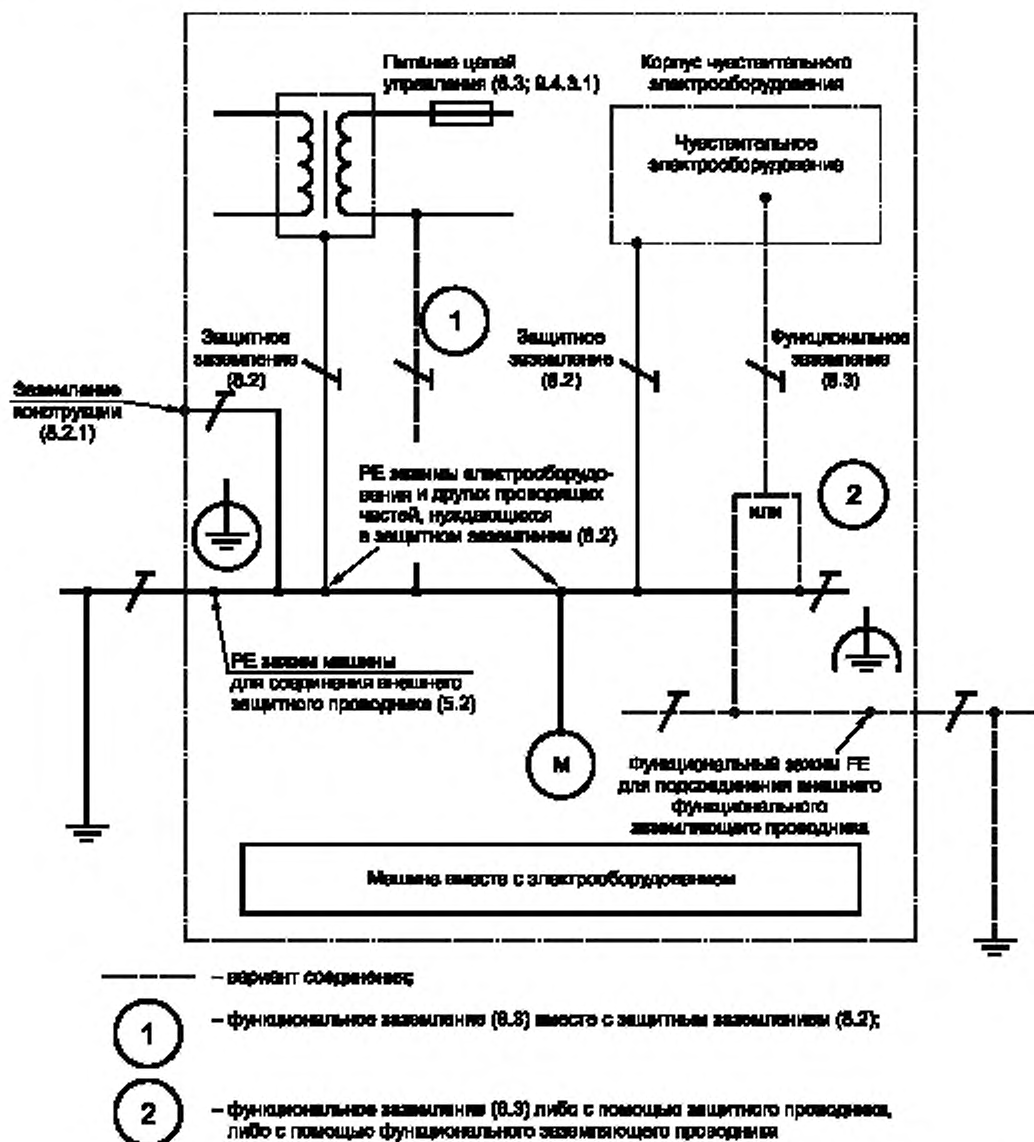 Питание цепей
управления (8.3; 9.4.3.1)
Корпус чувствительного
электрооборудования
Чувствительное
электрооборудование
1
Защитное
заземление
(8.2)
Защитное
заземление
(8.2)
Функциональное
заземление
(8.3)
Заземление
конструкции
(8.2.1)
PE зажимы электрооборудо-
вания и других проводящих
частей, нуждающихся
в защитном заземлении (8.2)
2
или
PE зажим машины
для соединения внешнего
защитного проводника (5.2)
M
Функциональный зажим FE
для подсоединения внешнего
функционального
заземляющего проводника
Машина вместе с электрооборудованием
– вариант соединения;
1 – функциональное заземление (8.3) вместе с защитным заземлением (8.2);
2 – функциональное заземление (8.3) либо с помощью защитного проводника,
либо с помощью функционального заземляющего проводника